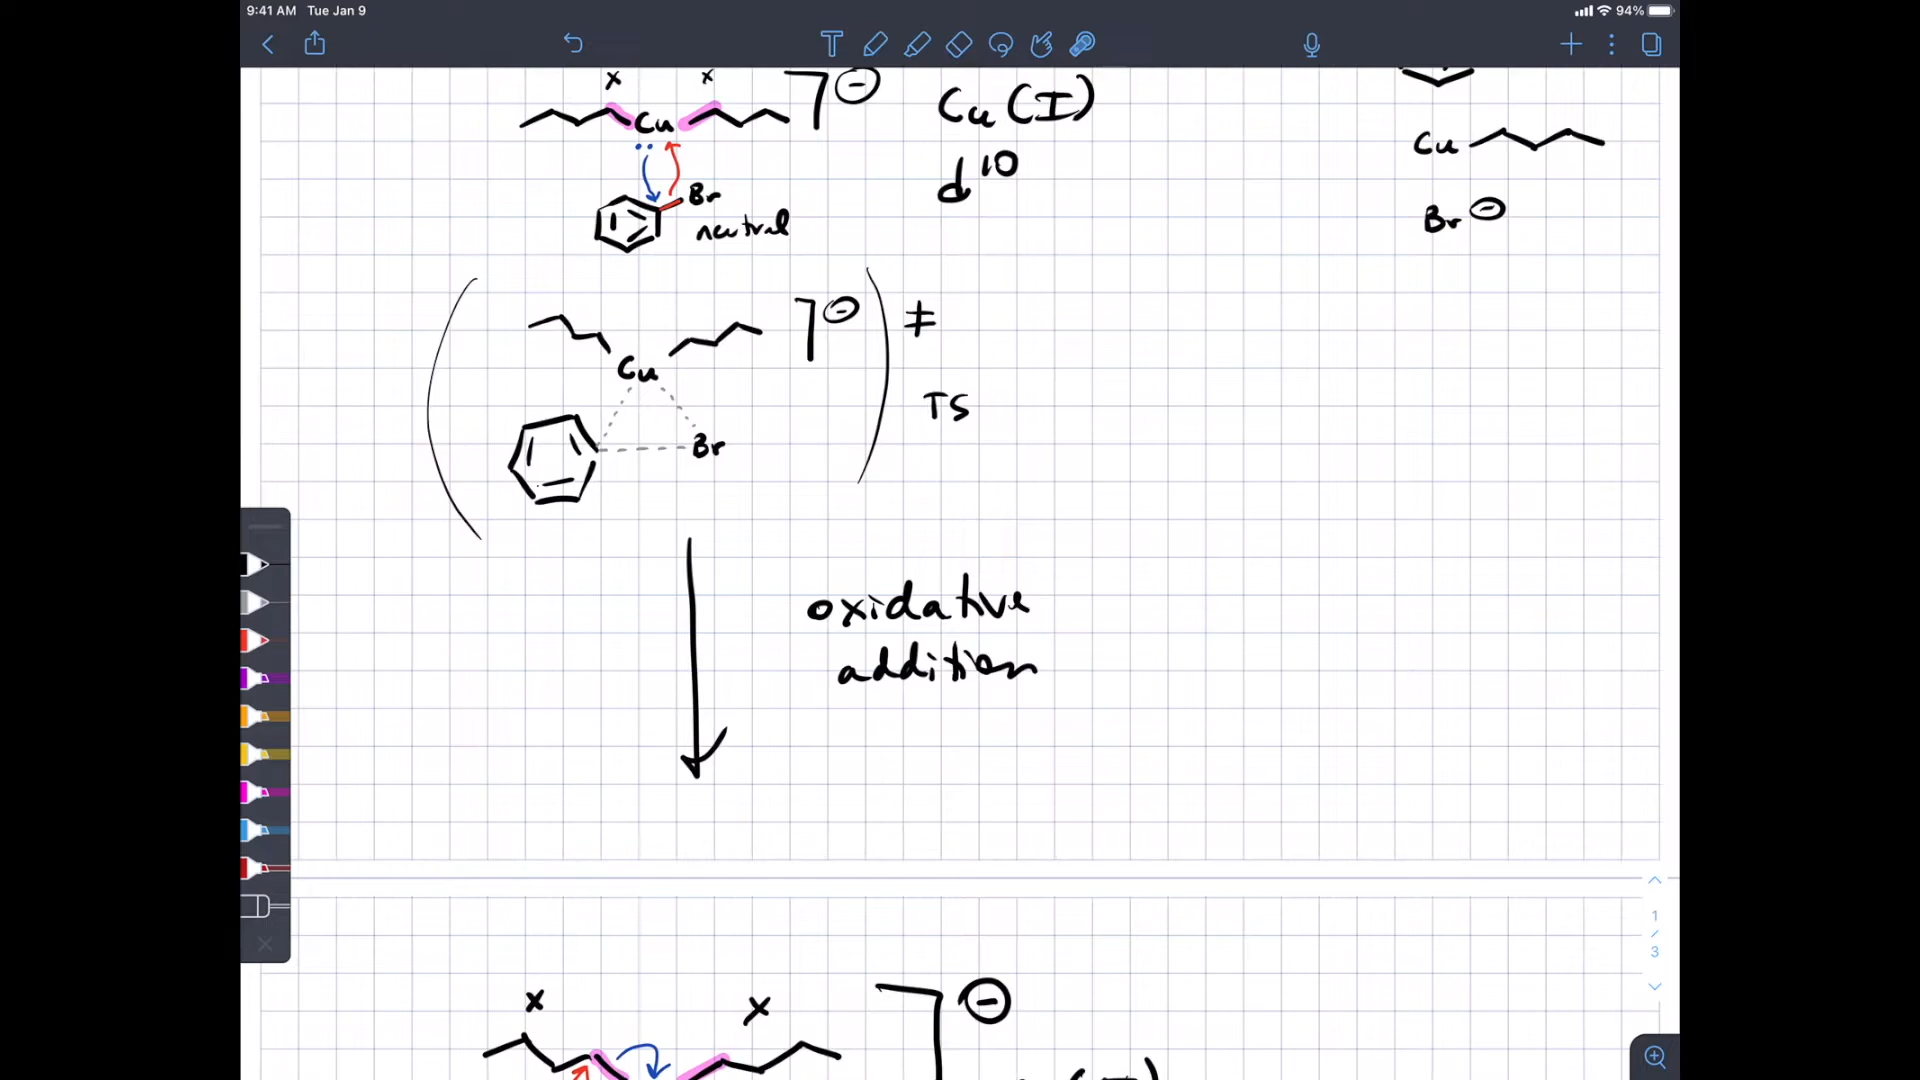 9:41 AM Tue Jan 9
94%
x x
Cu
⊖
Cu (I)
d10
Br
neutral
Cu
Br ⊖
⊖
Cu
Br
‡
TS
oxidative
addition
1
/
3
x x
⊖